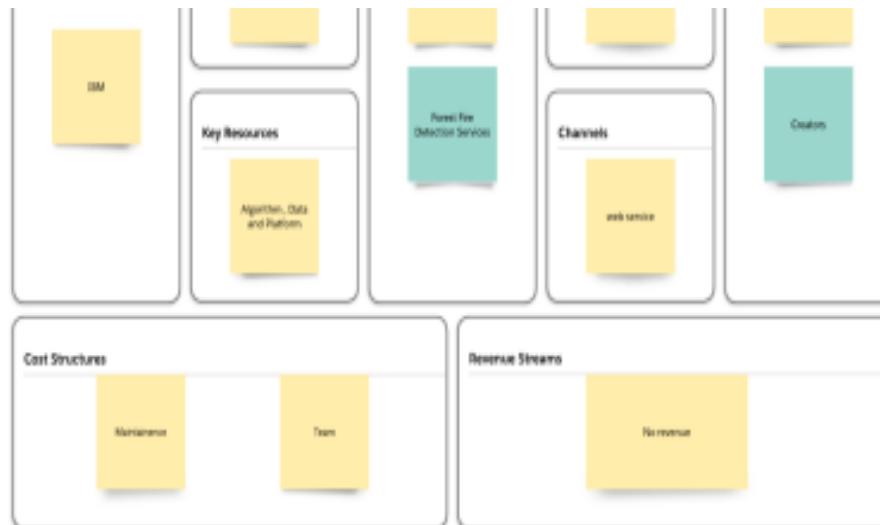 IBM
Key Resources
Algorithm, Data
and Platform
Forest Fire
Detection Services
Channels
web service
Creators
Cost Structures
Maintainence
Team
Revenue Streams
No revenue